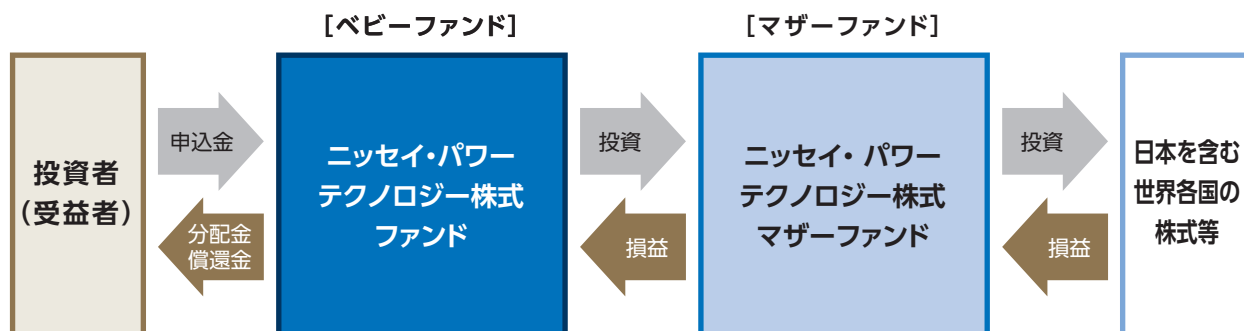 ［ベビーファンド］
［マザーファンド］
投資者
（受益者）
申込金
分配金
償還金
ニッセイ・パワー
テクノロジー株式
ファンド
投資
損益
ニッセイ・ パワー
テクノロジー株式
マザーファンド
投資
損益
日本を含む
世界各国の
株式等